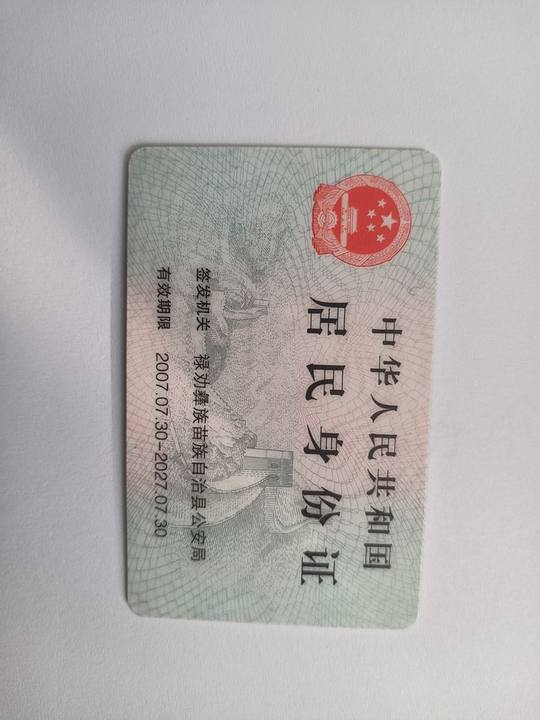 中华人民共和国
居民身份证
签发机关 禄劝彝族苗族自治县公安局
有效期限 2007.07.30-2027.07.30